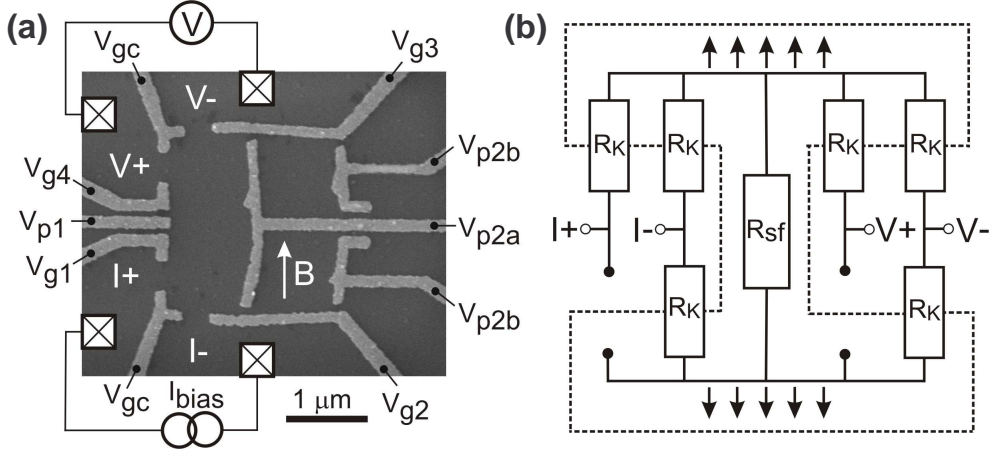 (a)
V
Vgc
V-
Vg3
V+
Vp2b
Vg4
Vp1
Vp2a
Vg1
I+
B
Vp2b
I-
Vgc
Ibias
1 μm
Vg2
(b)
RK RK RK RK
I+ I- Rsf V+ V-
RK RK